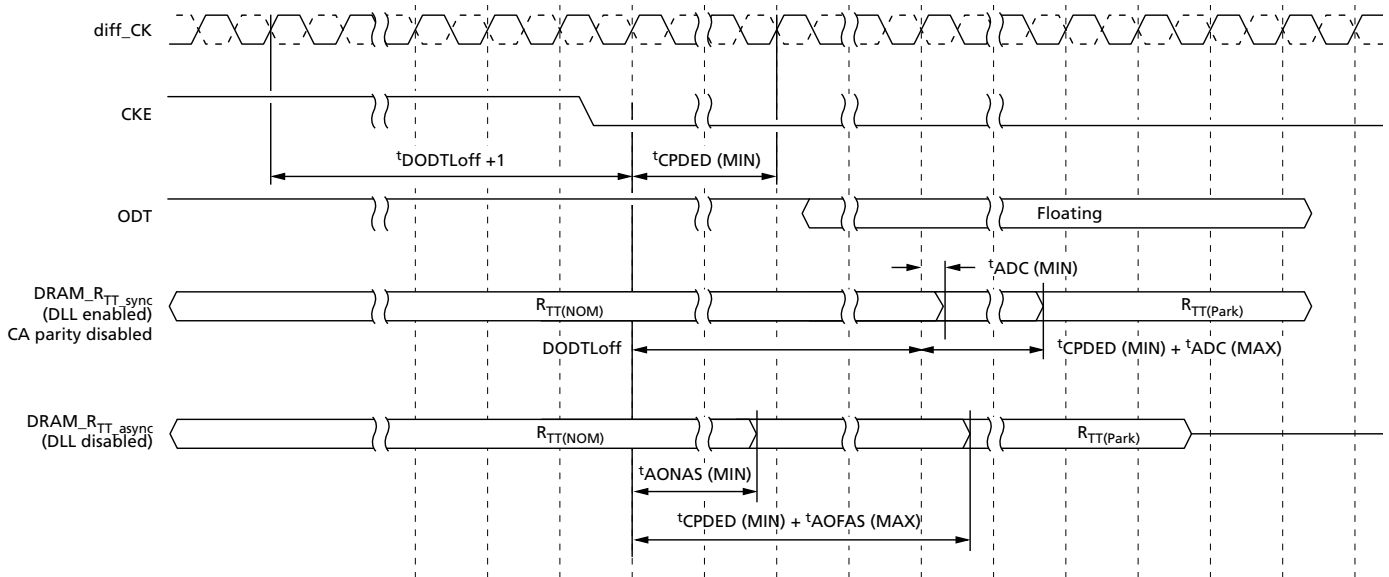 diff_CK
CKE
tDODTLoff +1
tCPDED (MIN)
ODT
Floating
tADC (MIN)
DRAM_RTT_sync
(DLL enabled)
CA parity disabled
RTT(NOM)
RTT(Park)
DODTLoff
tCPDED (MIN) + tADC (MAX)
DRAM_RTT_async
(DLL disabled)
RTT(NOM)
RTT(Park)
tAONAS (MIN)
tCPDED (MIN) + tAOFAS (MAX)